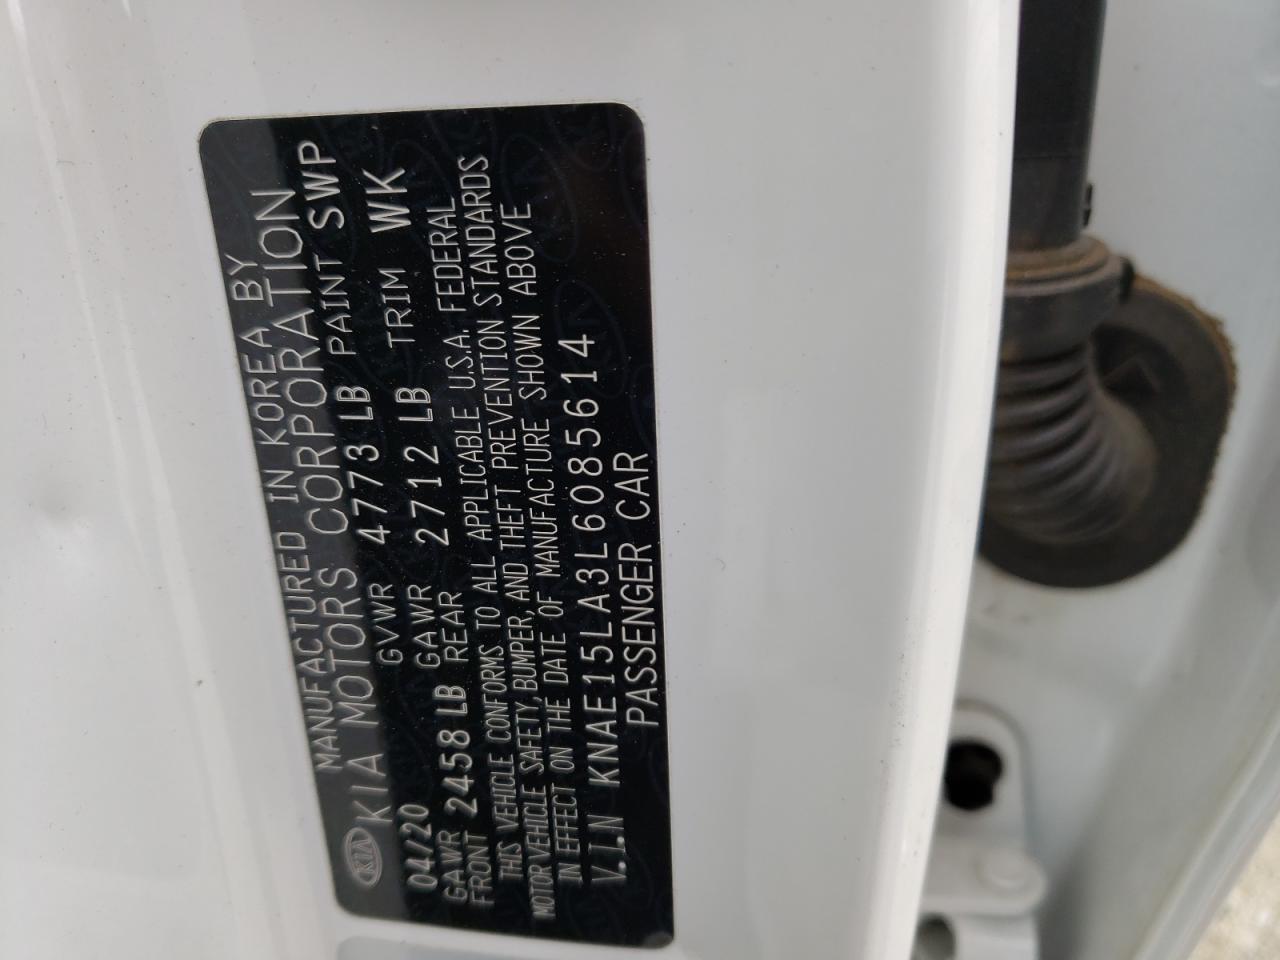 MANUFACTURED IN KOREA BY
KIA KIA MOTORS CORPORATION
04/20 GVWR 4773 LB PAINT SWP
GAWR FRONT 2458 LB GAWR REAR 2712 LB TRIM WK
THIS VEHICLE CONFORMS TO ALL APPLICABLE U.S.A. FEDERAL
MOTOR VEHICLE SAFETY, BUMPER, AND THEFT PREVENTION STANDARDS
IN EFFECT ON THE DATE OF MANUFACTURE SHOWN ABOVE
V.I.N KNAE15LA3L6085614
PASSENGER CAR